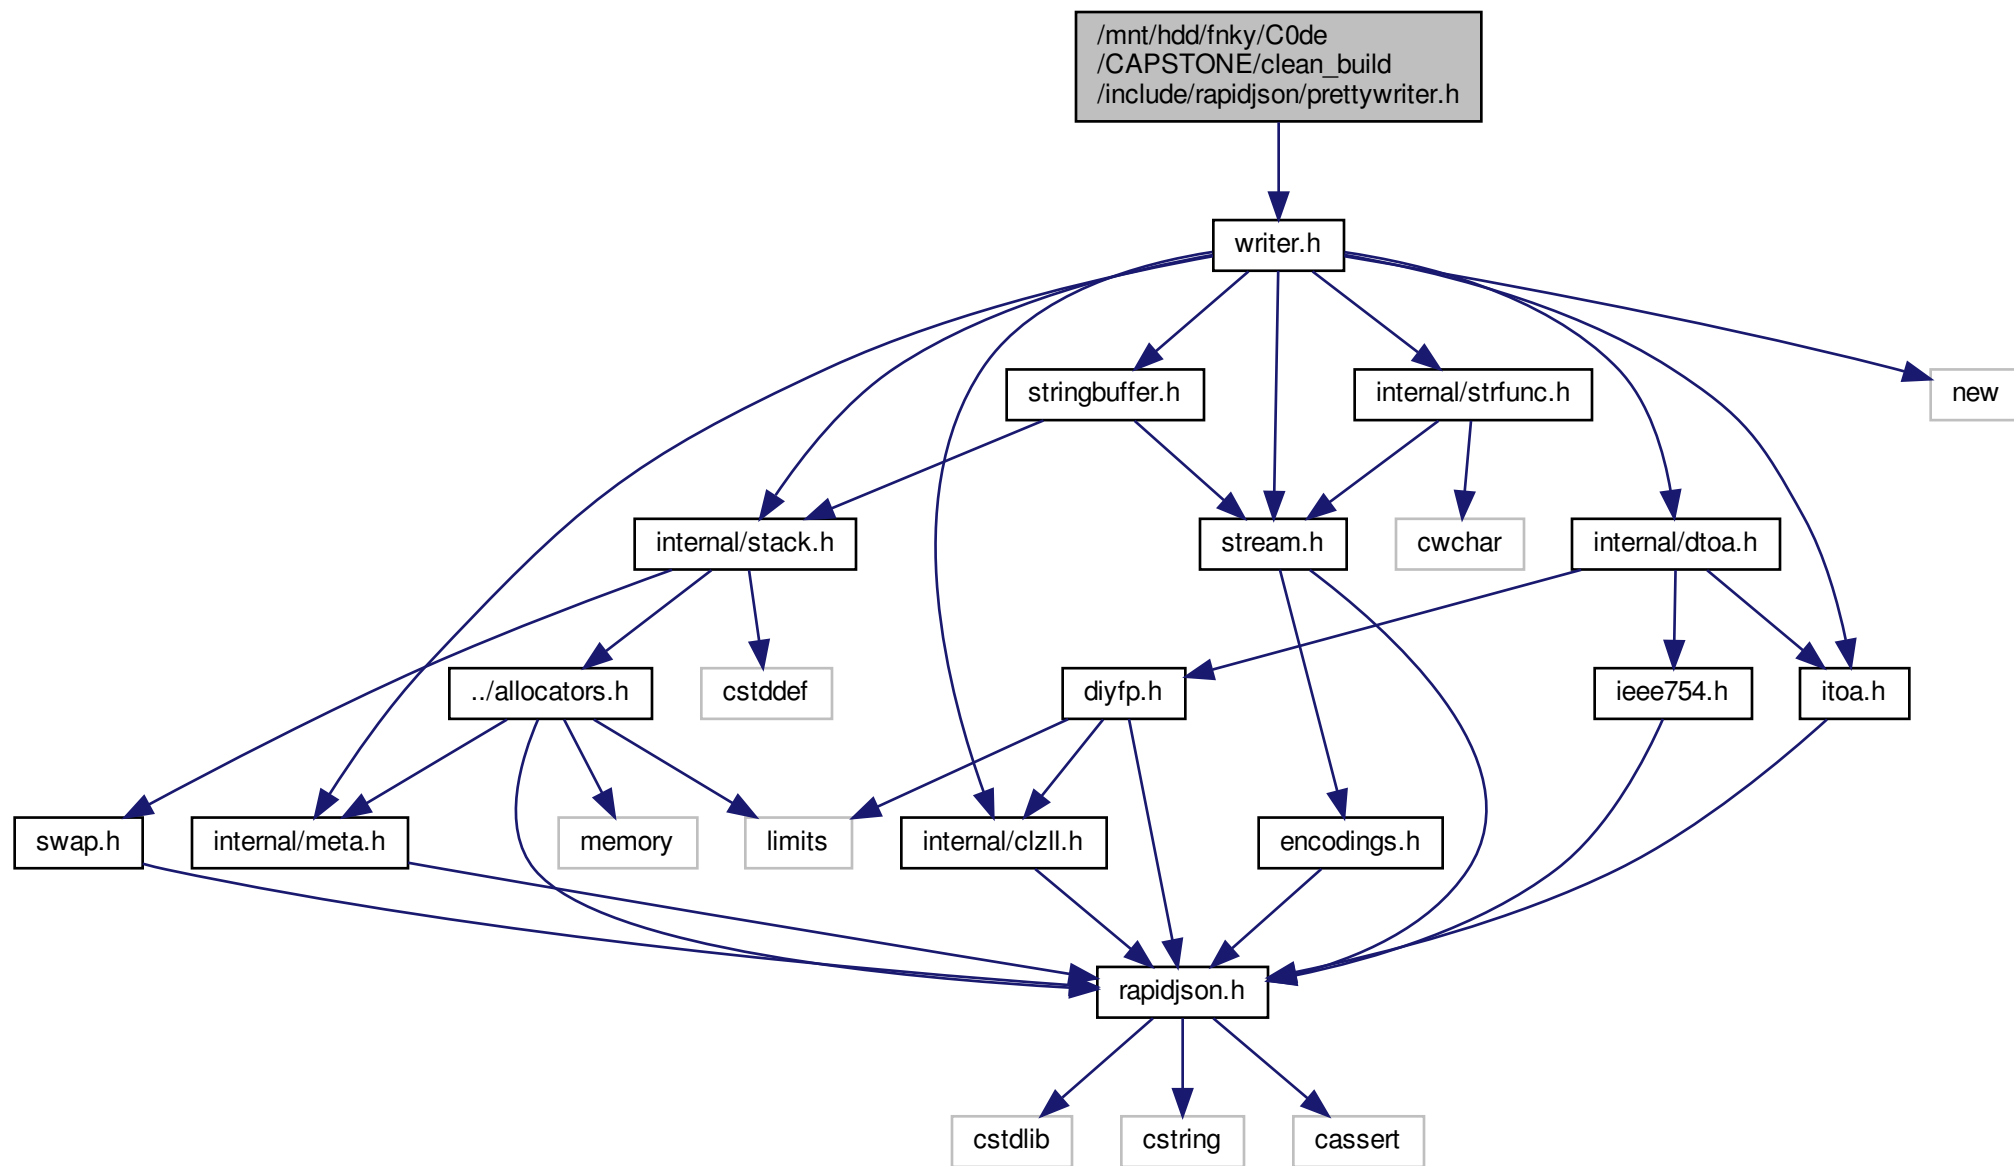 /mnt/hdd/fnky/C0de
/CAPSTONE/clean_build
/include/rapidjson/prettywriter.h
writer.h
stringbuffer.h
internal/strfunc.h
new
internal/stack.h
stream.h
cwchar
internal/dtoa.h
../allocators.h
cstddef
diyfp.h
ieee754.h
itoa.h
swap.h
internal/meta.h
memory
limits
internal/clzll.h
encodings.h
rapidjson.h
cstdlib
cstring
cassert